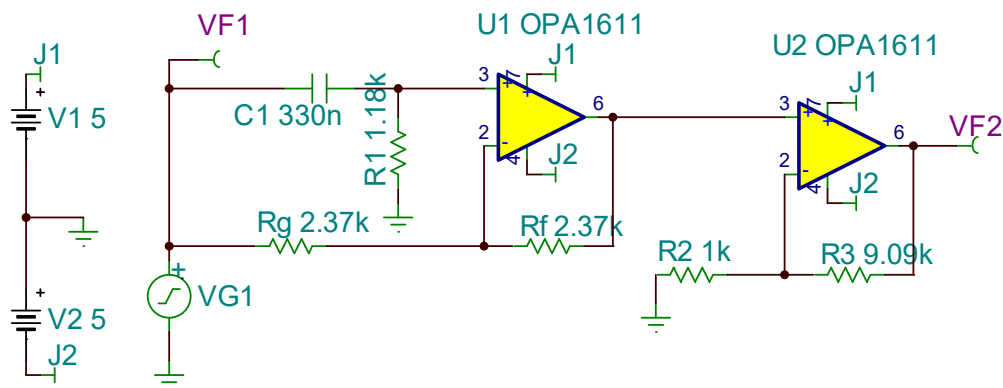 VF1
U1 OPA1611
U2 OPA1611
J1
J1
J1
V1 5
C1 330n
R1 1.18k
3
+
7
+
2
-
4
6
J2
3
+
7
+
2
-
4
6
J2
VF2
Rg 2.37k
Rf 2.37k
R2 1k
R3 9.09k
+
VG1
+
+
V2 5
J2